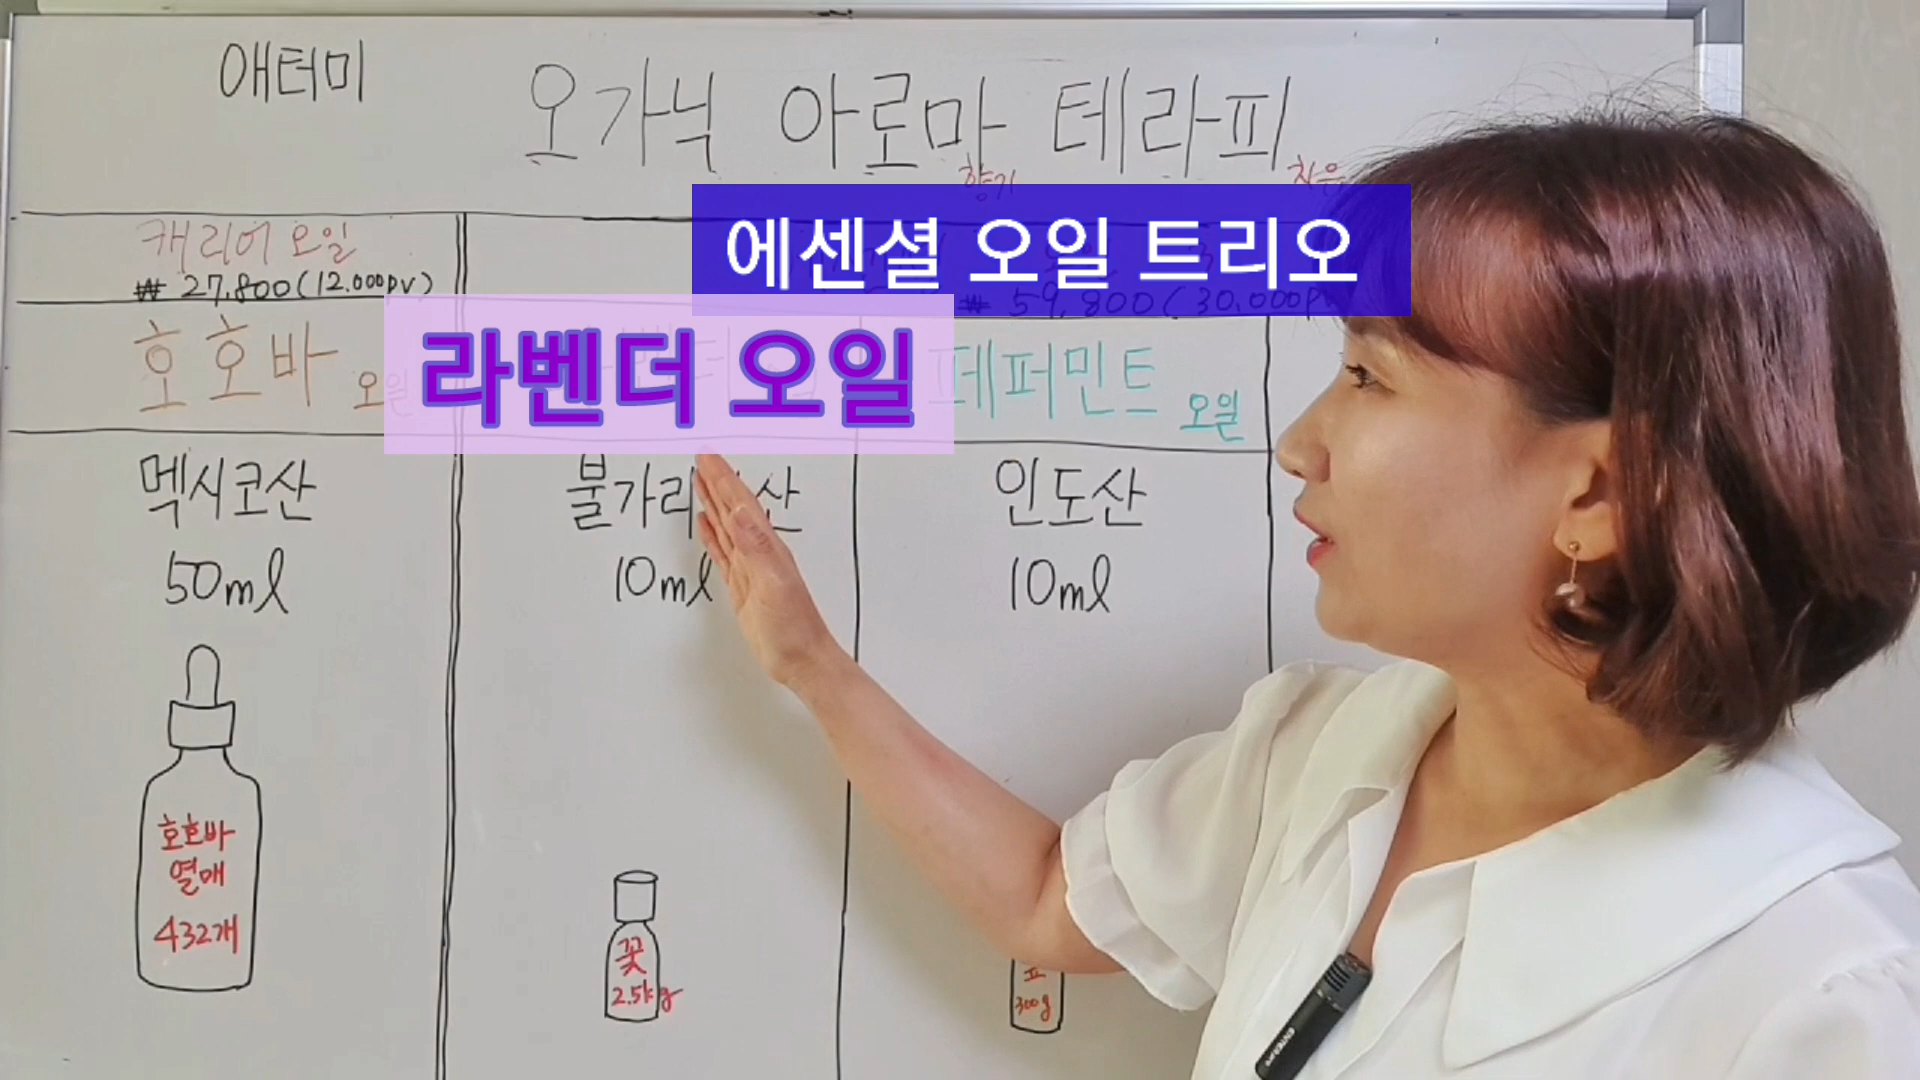 애터미
오가닉 아로마 테라피
향기 치유
에센셜 오일 트리오
캐리어 오일
₩ 27,800(12.000pv)
₩ 59,800(30,000pv
호호바 오일
라벤더 오일
페퍼민트 오일
멕시코산
50ml
불가리 산
10ml
인도산
10ml
호호바
열매
432개
꽃
2.5kg
300g